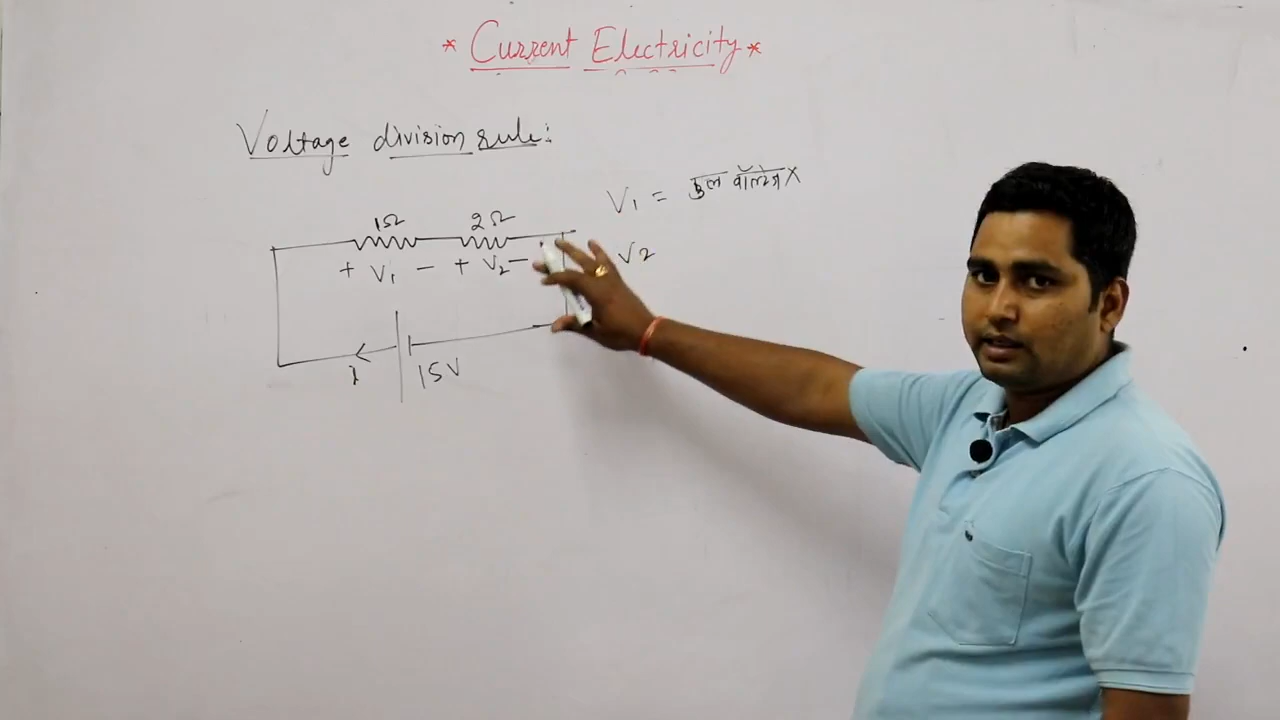 * Current Electricity *
Voltage division rule:
V₁ = कुल वॉल्टेज X
1Ω 2Ω
+ V₁ - + V₂ -
V2
i 15V